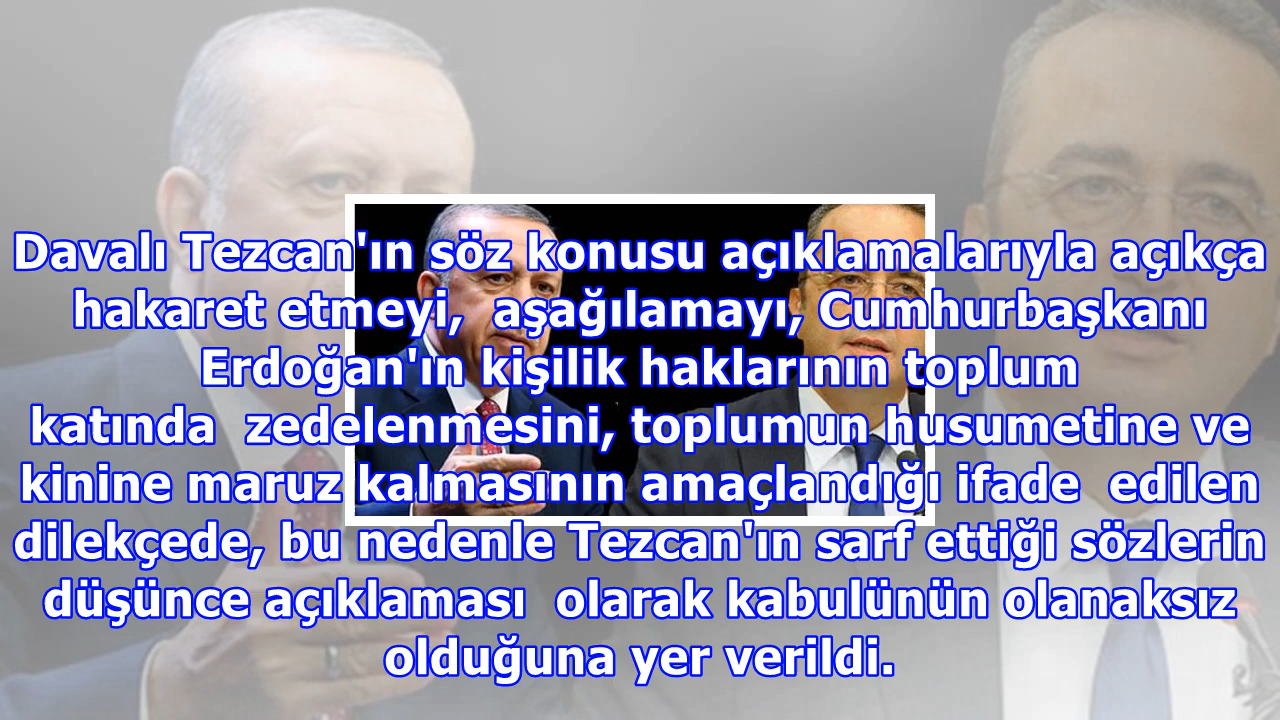 Davalı Tezcan'ın söz konusu açıklamalarıyla açıkça
hakaret etmeyi,  aşağılamayı, Cumhurbaşkanı
Erdoğan'ın kişilik haklarının toplum
katında  zedelenmesini, toplumun husumetine ve
kinine maruz kalmasının amaçlandığı ifade  edilen
dilekçede, bu nedenle Tezcan'ın sarf ettiği sözlerin
düşünce açıklaması  olarak kabulünün olanaksız
olduğuna yer verildi.